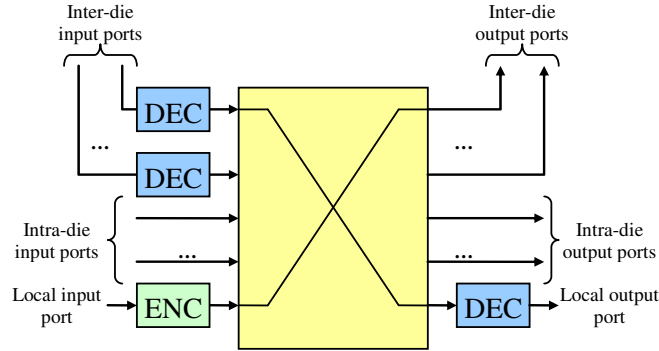 Inter-die
input ports
Inter-die
output ports
DEC
...
...
DEC
Intra-die
input ports
...
...
Intra-die
output ports
Local input
port
ENC
DEC
Local output
port